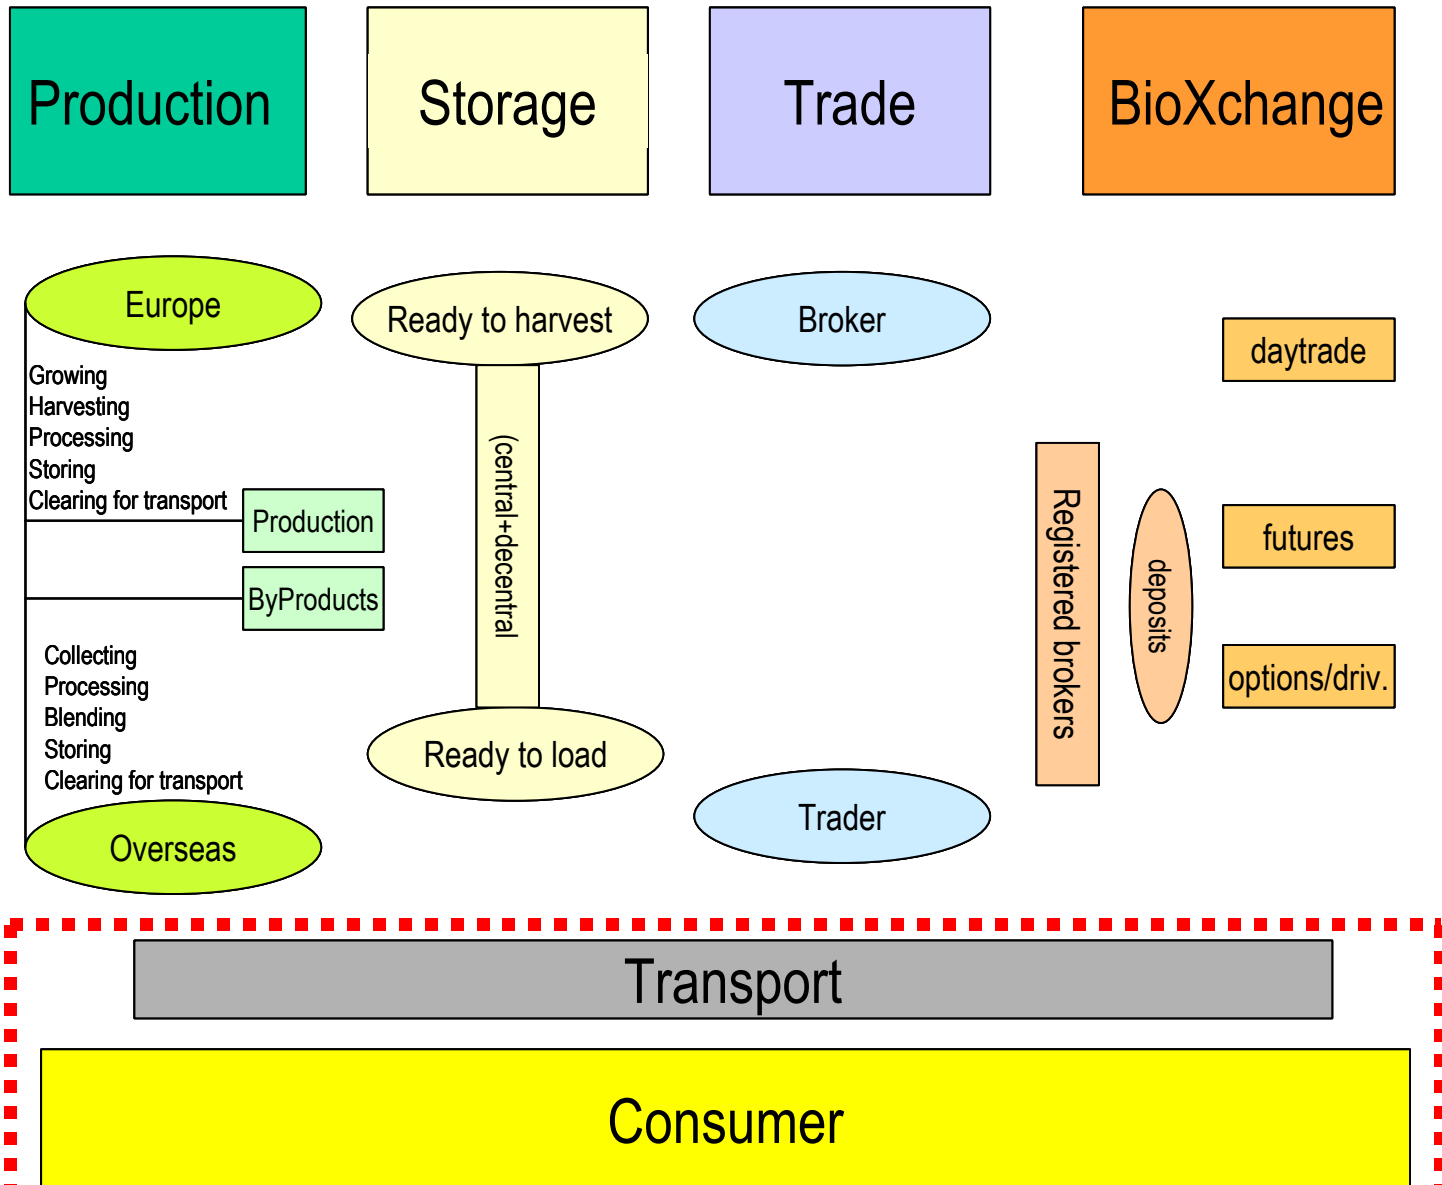 Production
Storage
Trade
BioXchange
Europe
Growing
Harvesting
Processing
Storing
Clearing for transport
Production
ByProducts
Collecting
Processing
Blending
Storing
Clearing for transport
Overseas
Ready to harvest
(central+decentral
Ready to load
Broker
Trader
Registered brokers
deposits
daytrade
futures
options/driv.
Transport
Consumer